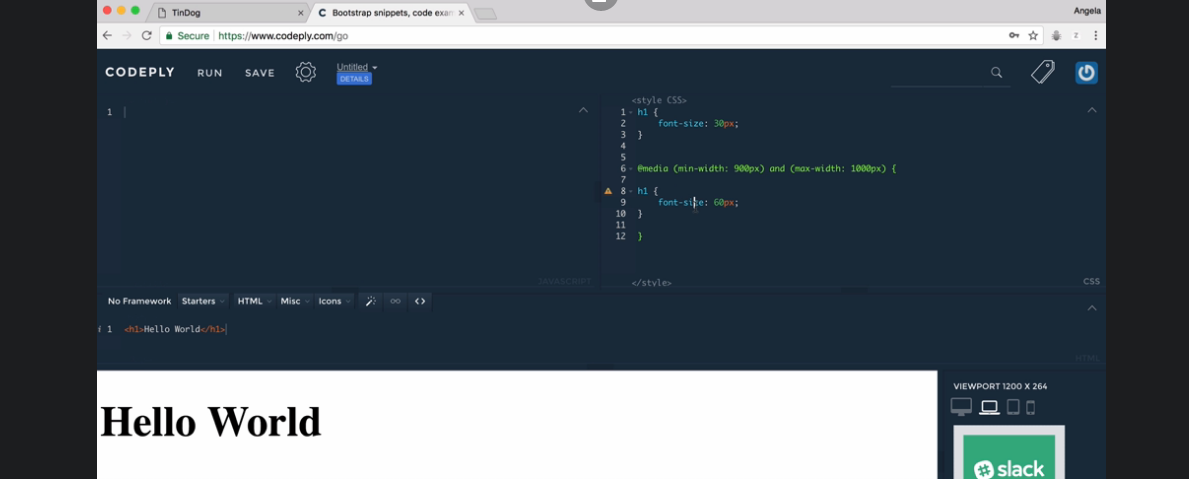 TinDog
Bootstrap snippets, code exam
Angela
Secure https://www.codeply.com/go
CODEPLY RUN SAVE Untitled
DETAILS
1
<style CSS>
1 h1 {
2 font-size: 30px;
3 }
4
5
6 @media (min-width: 900px) and (max-width: 1000px) {
7
8 h1 {
9 font-size: 60px;
10 }
11
12 }
JAVASCRIPT
</style>
CSS
No Framework Starters HTML Misc Icons
1 <h1>Hello World</h1>
HTML
Hello World
VIEWPORT 1200 X 264
slack